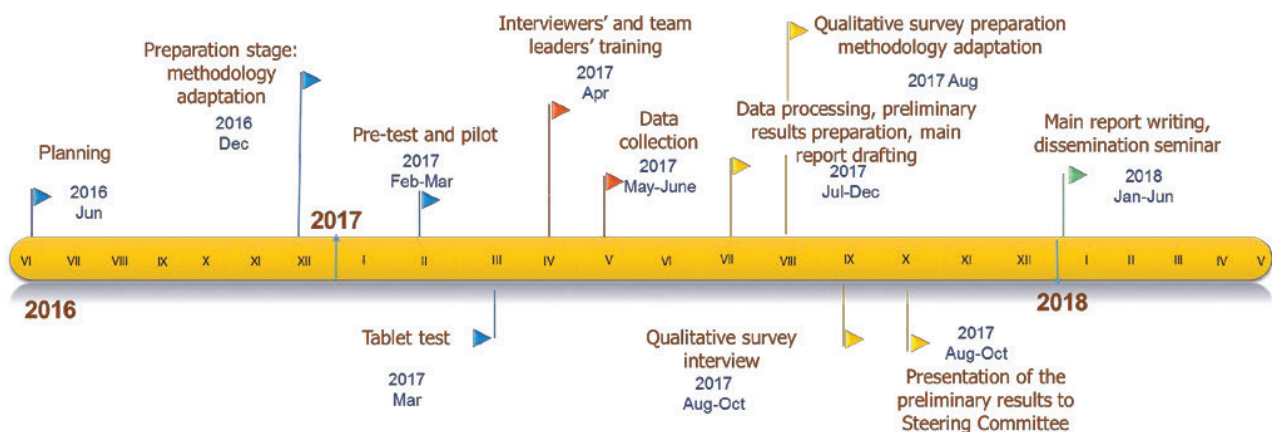 Planning
2016
Jun
Preparation stage:
methodology
adaptation
2016
Dec
Pre-test and pilot
2017
Feb-Mar
Interviewers' and team
leaders' training
2017
Apr
Data
collection
2017
May-June
Qualitative survey preparation
methodology adaptation
2017 Aug
Data processing, preliminary
results preparation, main
report drafting
2017
Jul-Dec
Main report writing,
dissemination seminar
2018
Jan-Jun
2017
VI VII VIII IX X XI XII I II III IV V VI VII VIII IX X XI XII I II III IV V
2016
2018
Tablet test
2017
Mar
Qualitative survey
interview
2017
Aug-Oct
2017
Aug-Oct
Presentation of the
preliminary results to
Steering Committee